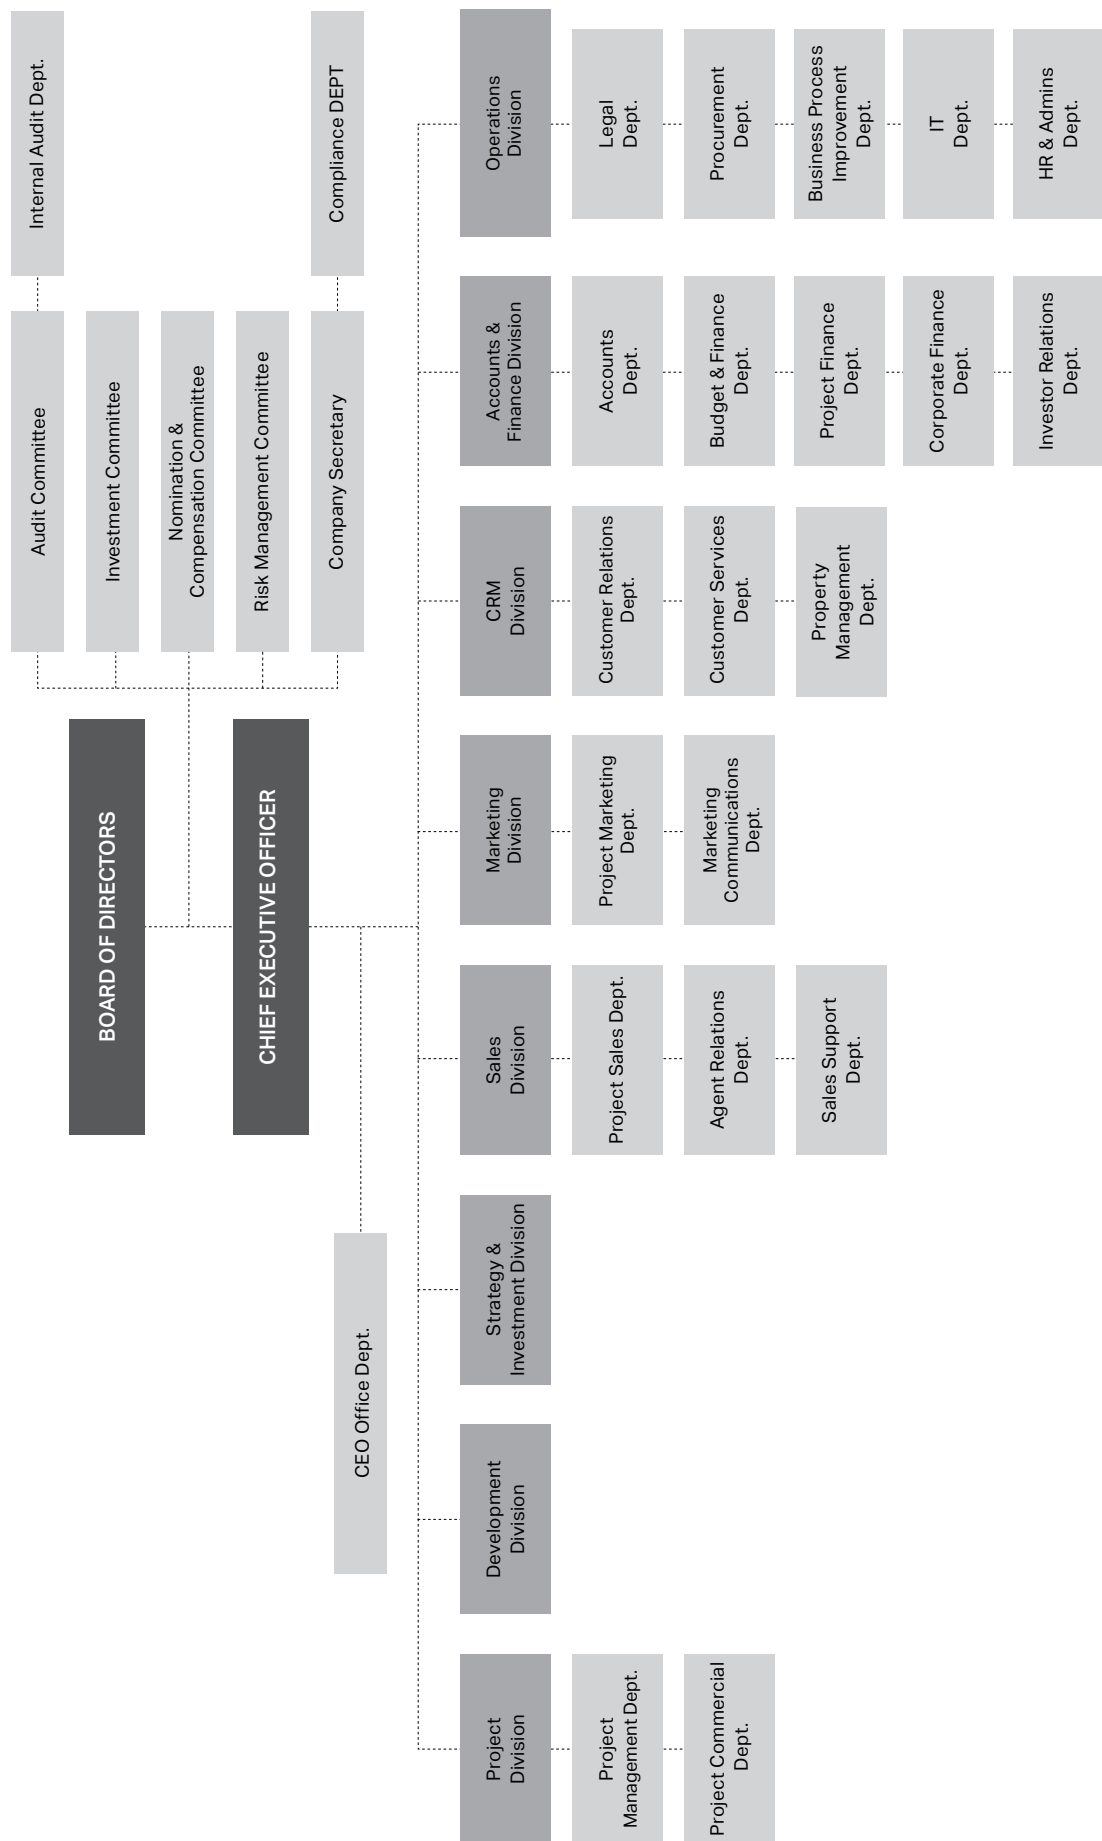 BOARD OF DIRECTORS
Audit Committee
Internal Audit Dept.
Investment Committee
Nomination &
Compensation Committee
Risk Management Committee
Company Secretary
Compliance DEPT
CHIEF EXECUTIVE OFFICER
CEO Office Dept.
Project
Division
Project
Management Dept.
Project Commercial
Dept.
Development
Division
Strategy &
Investment Division
Sales
Division
Project Sales Dept.
Agent Relations
Dept.
Sales Support
Dept.
Marketing
Division
Project Marketing
Dept.
Marketing
Communications
Dept.
CRM
Division
Customer Relations
Dept.
Customer Services
Dept.
Property
Management
Dept.
Accounts &
Finance Division
Accounts
Dept.
Budget & Finance
Dept.
Project Finance
Dept.
Corporate Finance
Dept.
Investor Relations
Dept.
Operations
Division
Legal
Dept.
Procurement
Dept.
Business Process
Improvement
Dept.
IT
Dept.
HR & Admins
Dept.